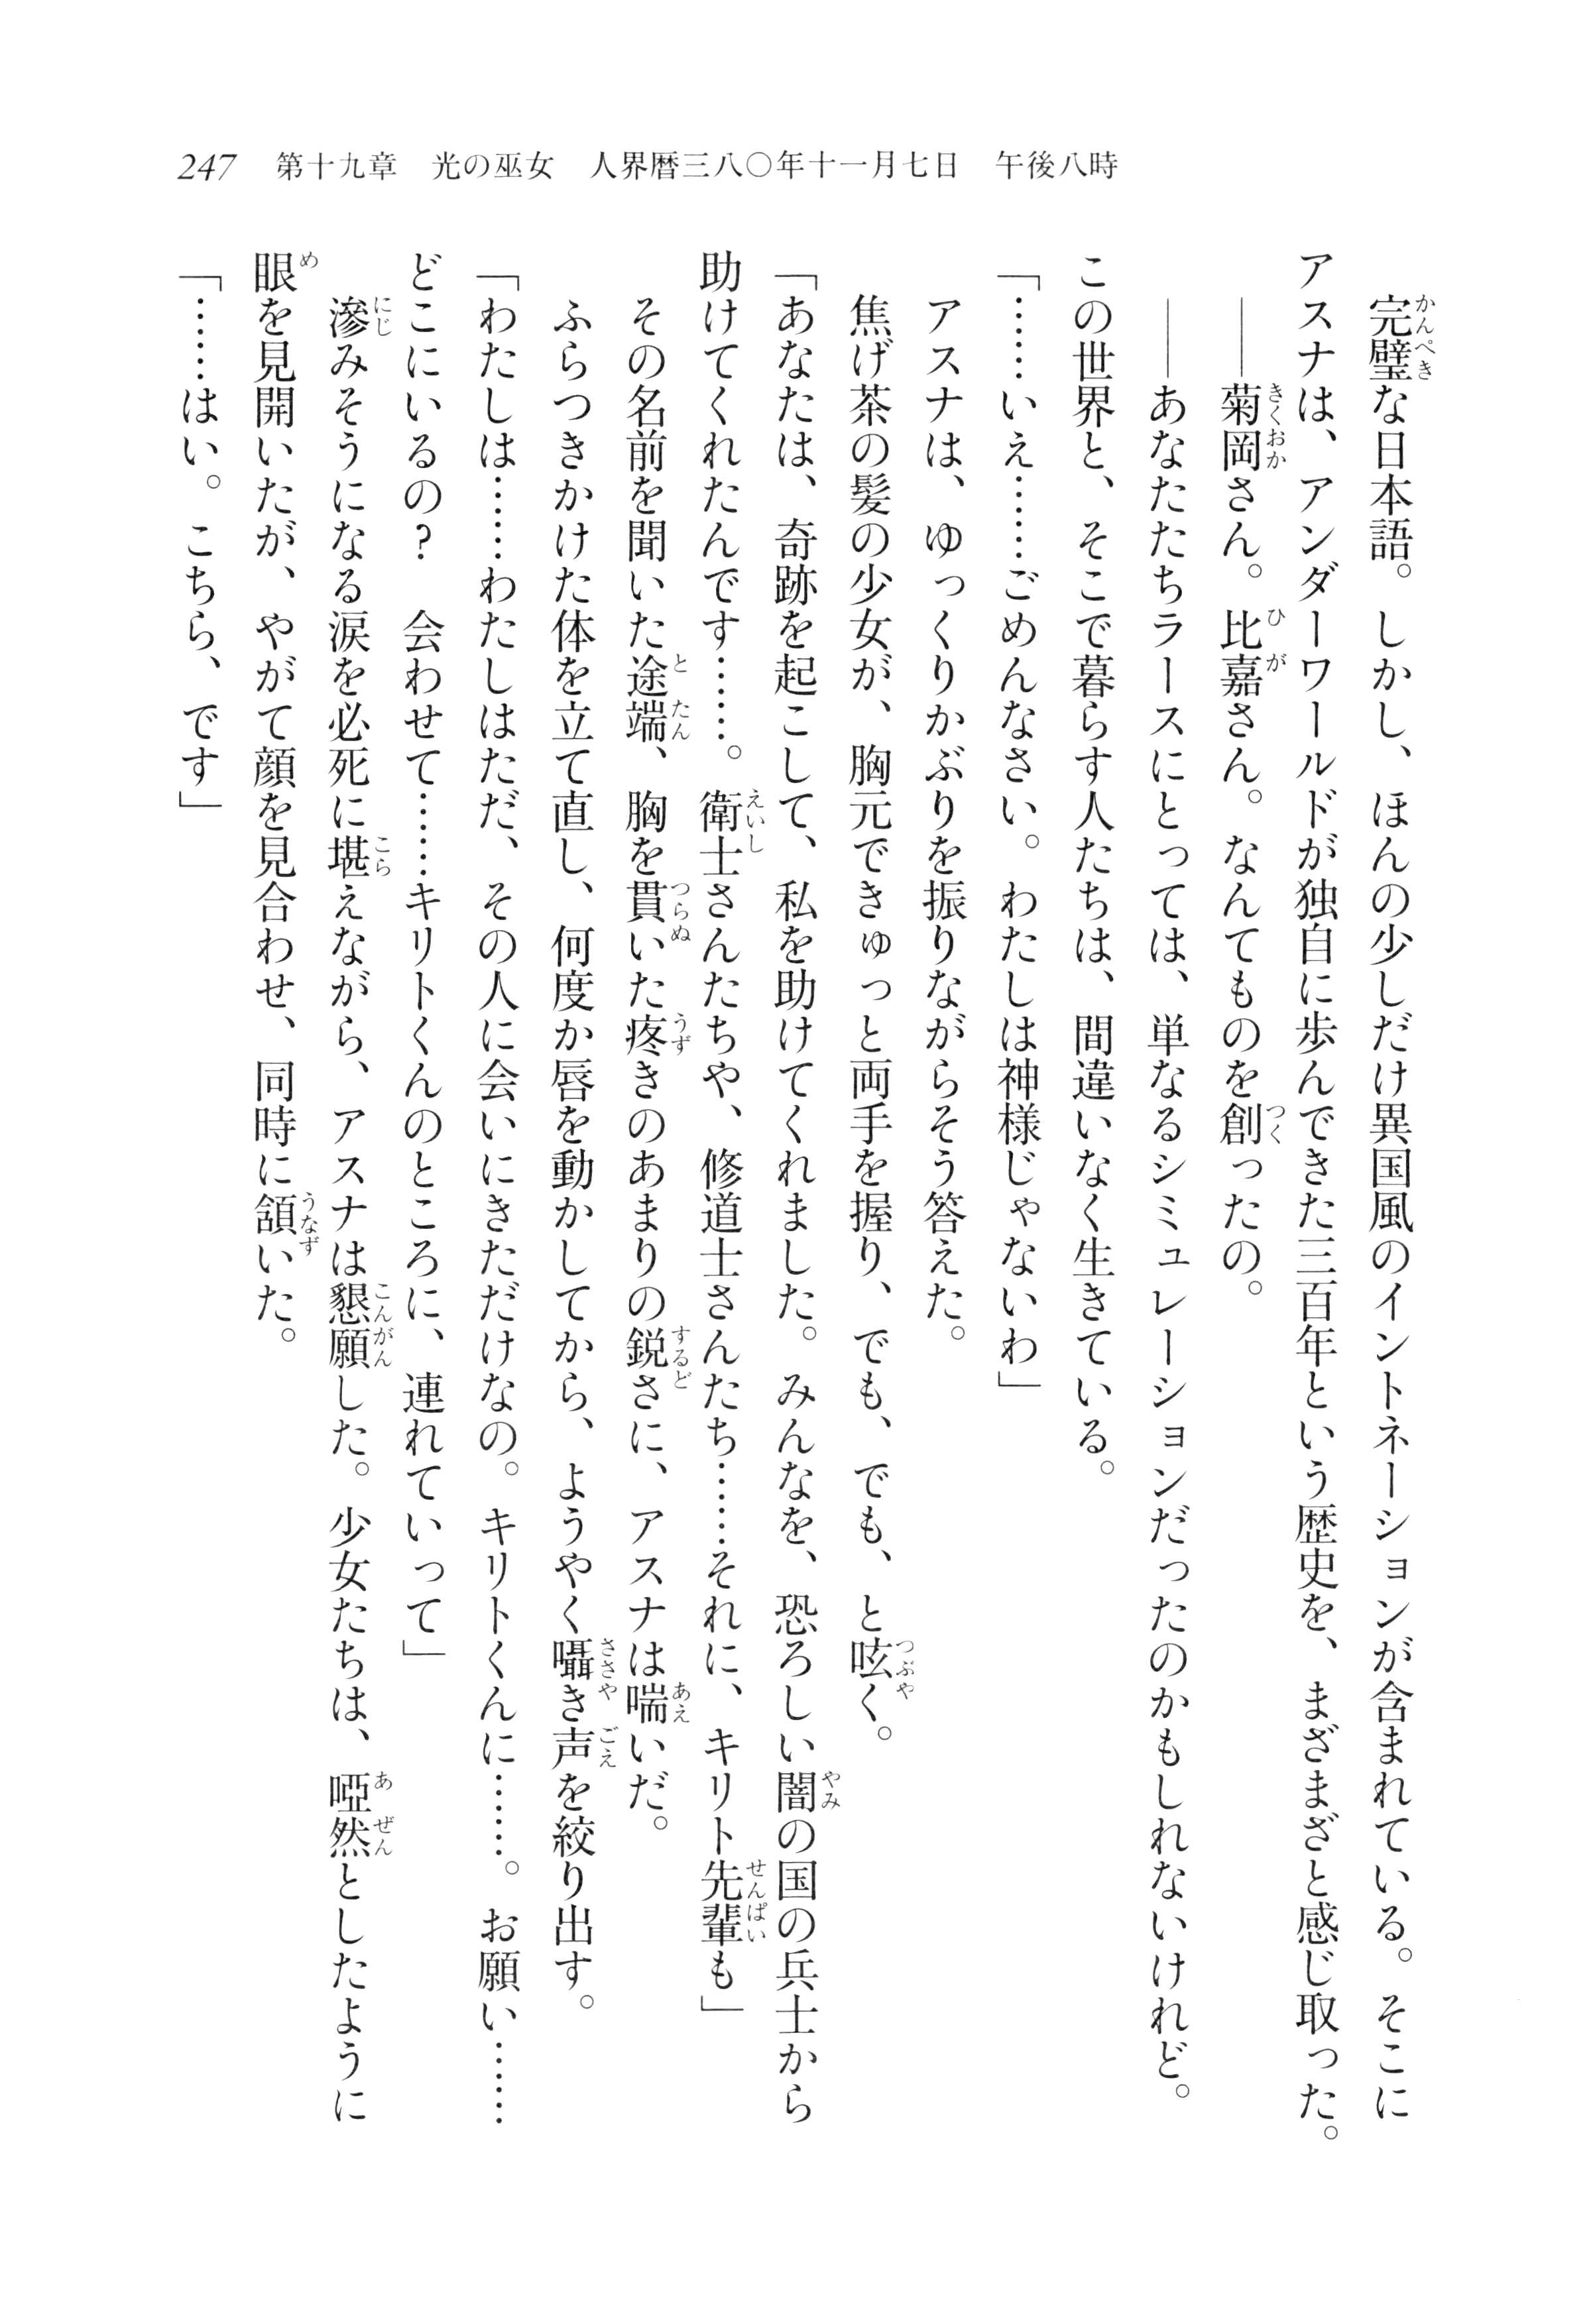 247　第十九章　光の巫女　人界暦三八〇年十一月七日　午後八時
　完璧な日本語。しかし、ほんの少しだけ異国風のイントネーションが含まれている。そこに
アスナは、アンダーワールドが独自に歩んできた三百年という歴史を、まざまざと感じ取った。
　――菊岡さん。比嘉さん。なんてものを創ったの。
　――あなたたちラースにとっては、単なるシミュレーションだったのかもしれないけれど。
この世界と、そこで暮らす人たちは、間違いなく生きている。
「……いえ……ごめんなさい。わたしは神様じゃないわ」
　アスナは、ゆっくりかぶりを振りながらそう答えた。
　焦げ茶の髪の少女が、胸元できゅっと両手を握り、でも、でも、と呟く。
「あなたは、奇跡を起こして、私を助けてくれました。みんなを、恐ろしい闇の国の兵士から
助けてくれたんです……。衛士さんたちや、修道士さんたち……それに、キリト先輩も」
　その名前を聞いた途端、胸を貫いた疼きのあまりの鋭さに、アスナは喘いだ。
　ふらつきかけた体を立て直し、何度か唇を動かしてから、ようやく囁き声を絞り出す。
「わたしは……わたしはただ、その人に会いにきただけなの。キリトくんに……。お願い……
どこにいるの？　会わせて……キリトくんのところに、連れていって」
　滲みそうになる涙を必死に堪えながら、アスナは懇願した。少女たちは、啞然としたように
眼を見開いたが、やがて顔を見合わせ、同時に頷いた。
「……はい。こちら、です」